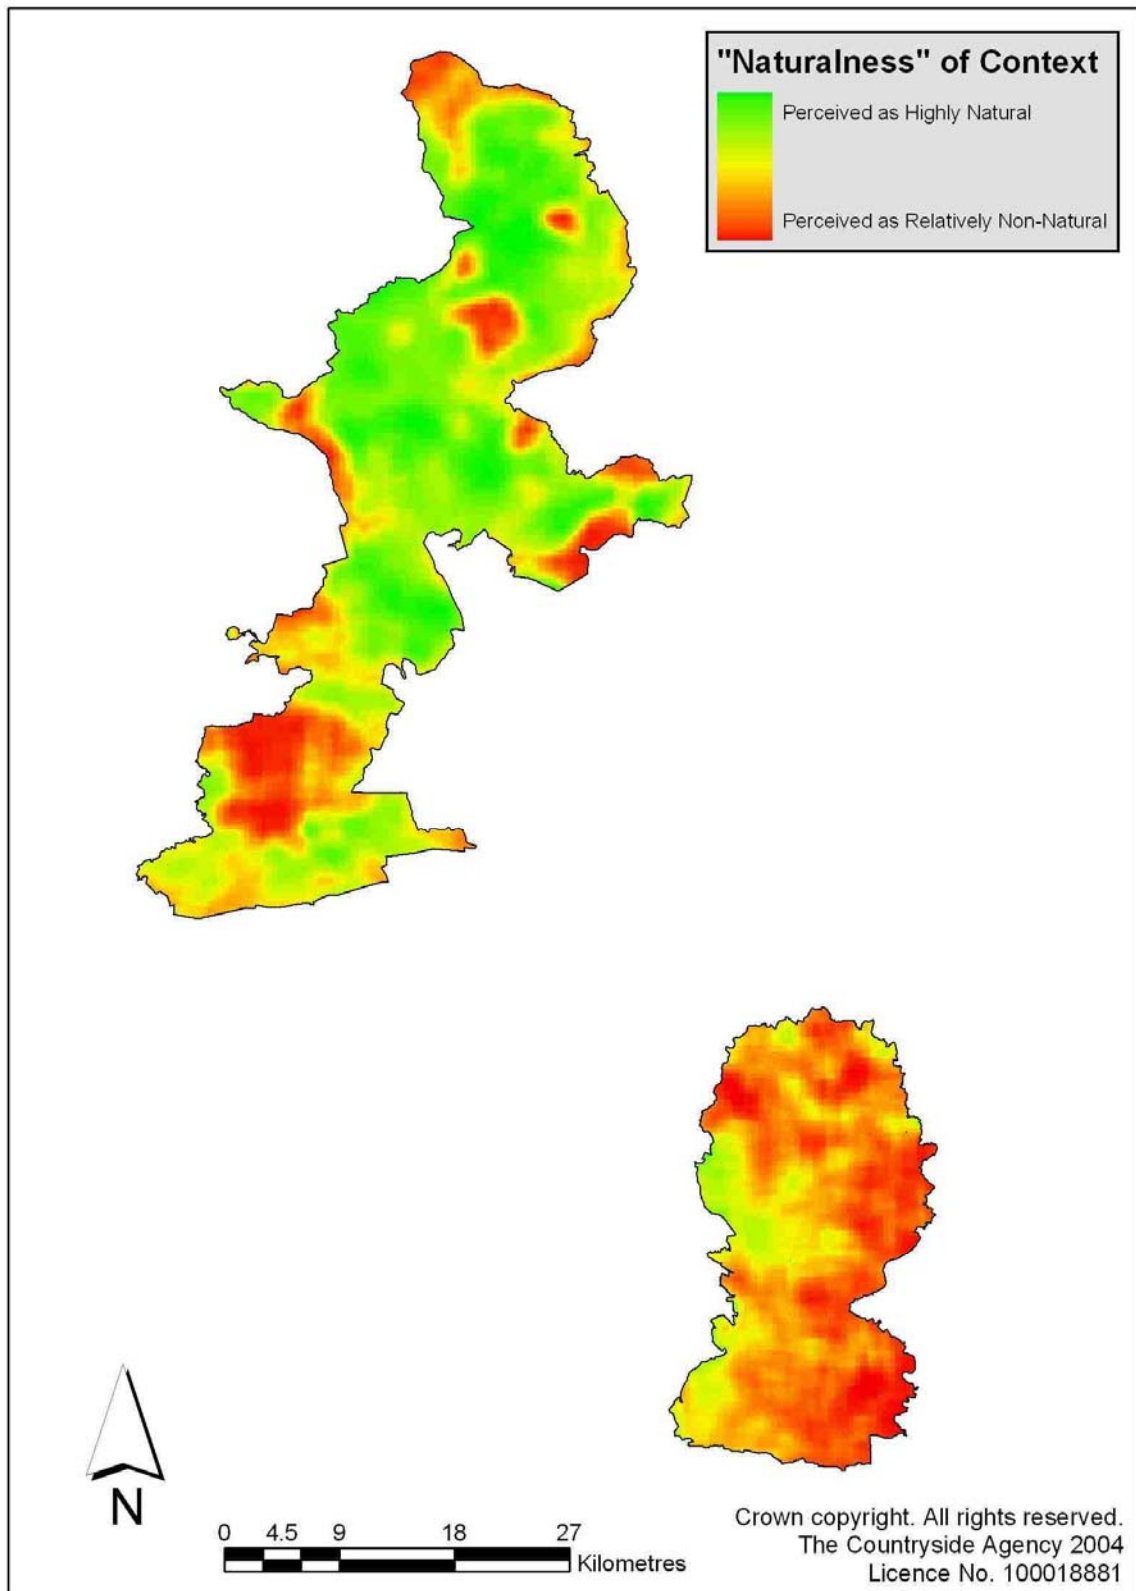 "Naturalness" of Context
Perceived as Highly Natural
Perceived as Relatively Non-Natural
N
0 4.5 9 18 27
Kilometres
Crown copyright. All rights reserved.
The Countryside Agency 2004
Licence No. 100018881